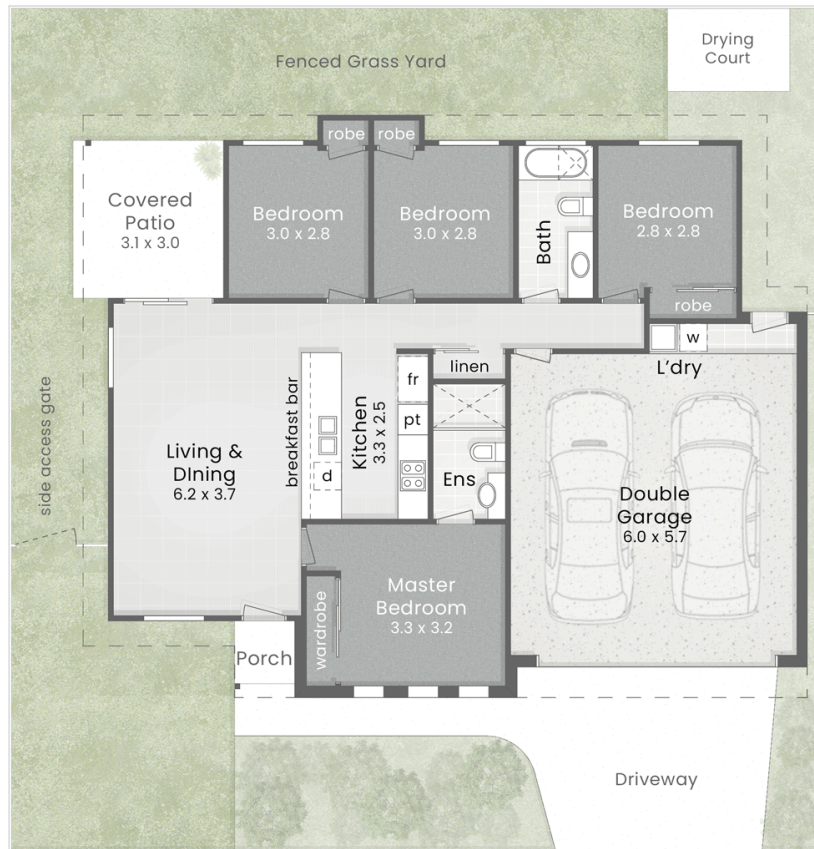 Drying
Court
Fenced Grass Yard
robe
robe
Covered
Patio
3.1 x 3.0
Bedroom
3.0 x 2.8
Bedroom
3.0 x 2.8
Bath
Bedroom
2.8 x 2.8
robe
w
L'dry
linen
fr
pt
Kitchen
3.3 x 2.5
breakfast bar
d
Living &
DIning
6.2 x 3.7
side access gate
Ens
Double
Garage
6.0 x 5.7
Master
Bedroom
3.3 x 3.2
wardrobe
Porch
Driveway